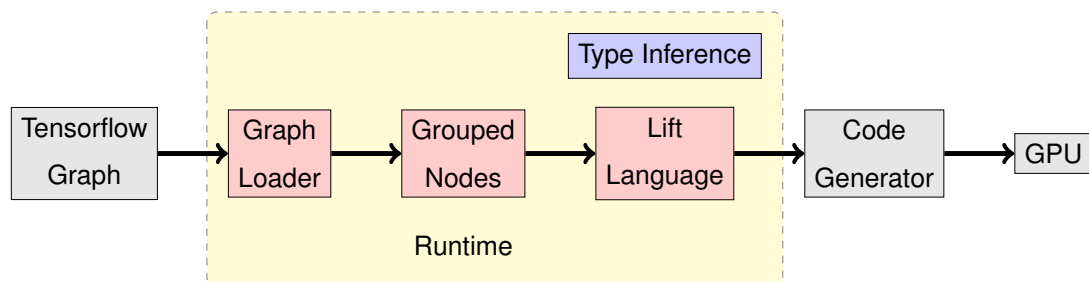 Type Inference
Tensorflow
Graph
Graph
Loader
Grouped
Nodes
Lift
Language
Code
Generator
GPU
Runtime